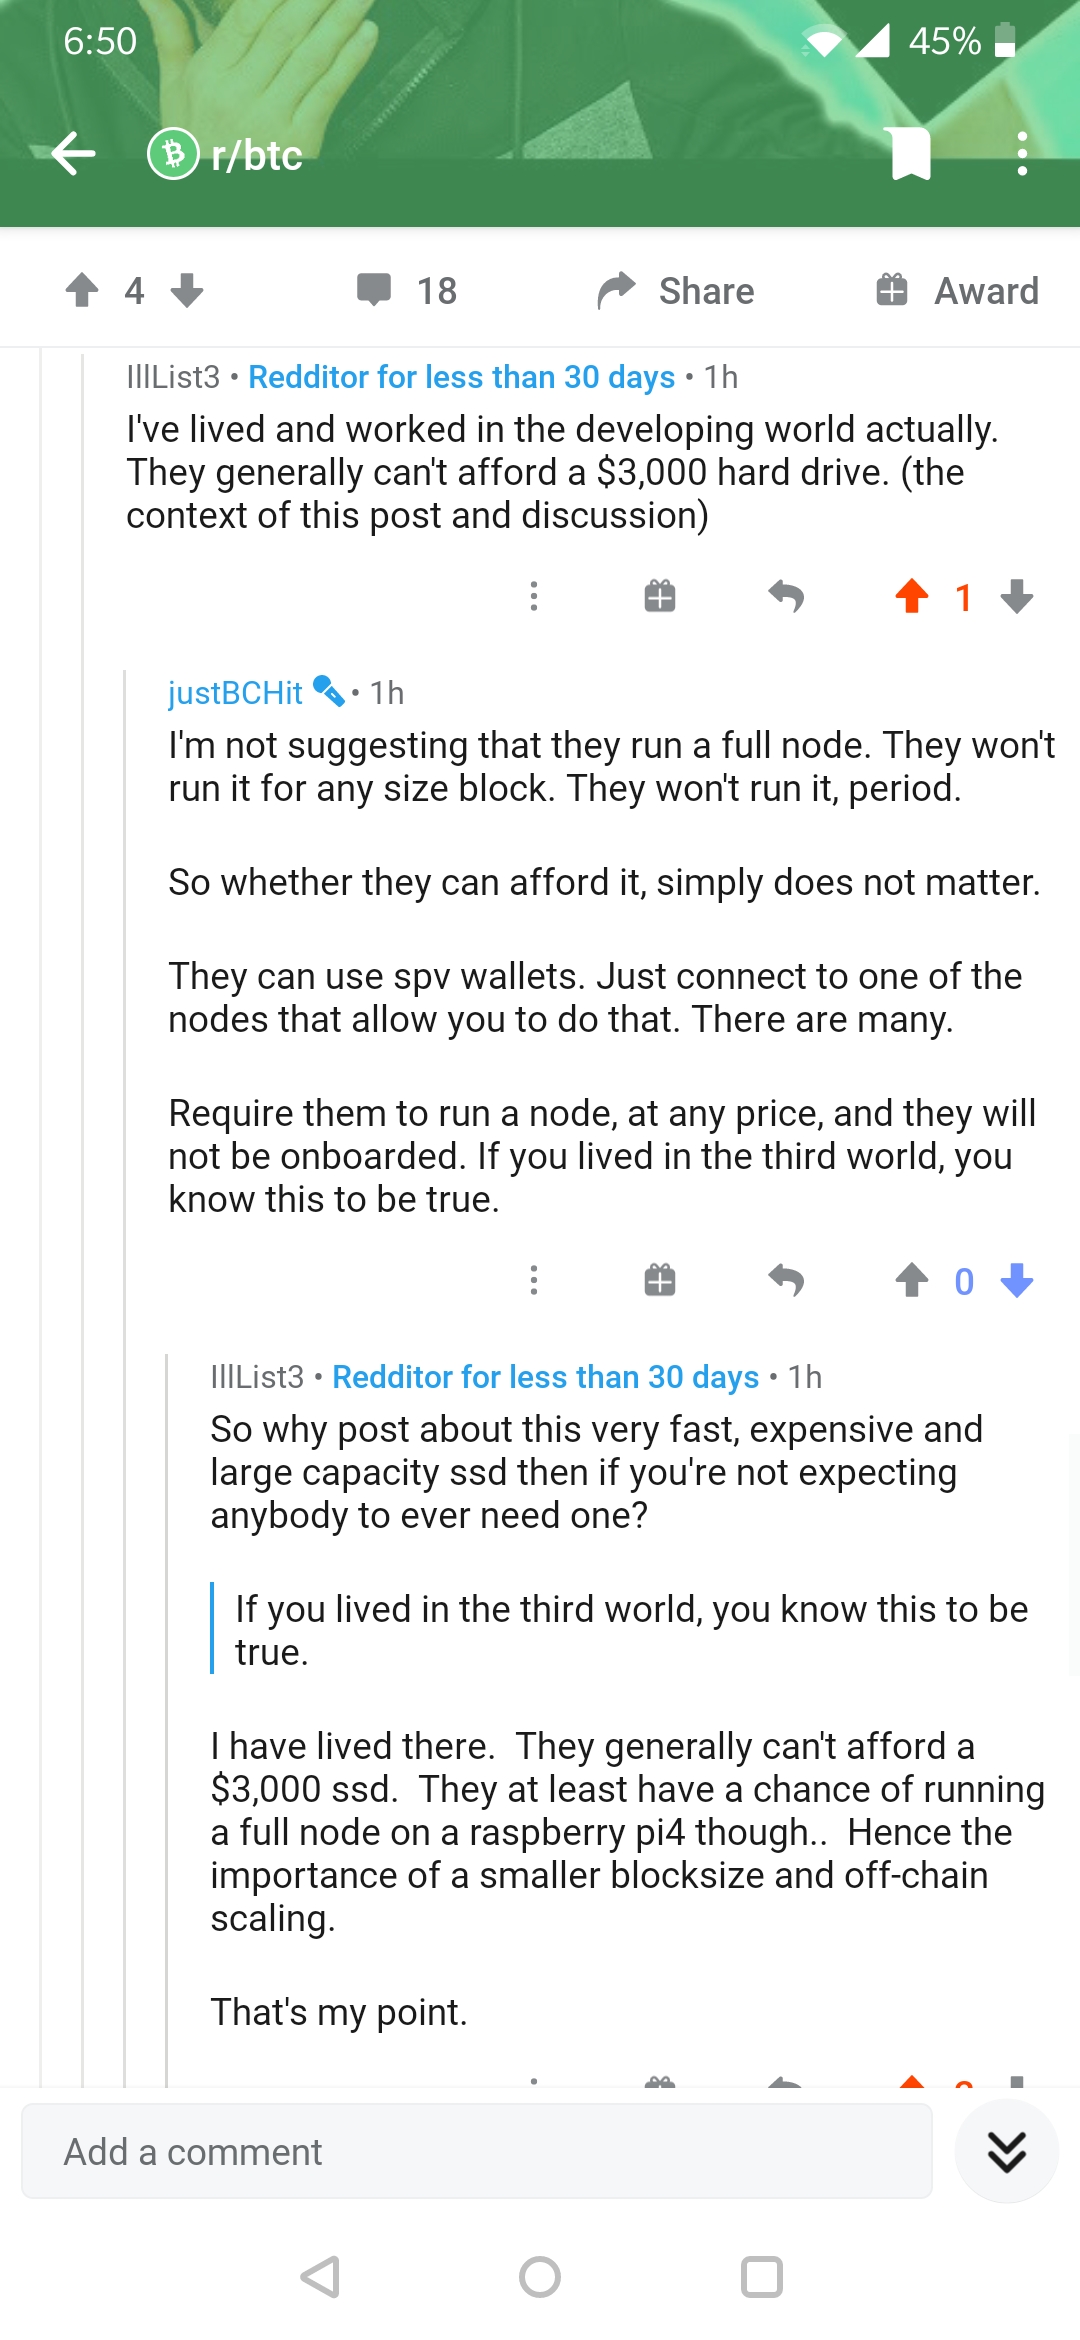 6:50
45%
r/btc
4
18
Share
Award
IllList3 • Redditor for less than 30 days • 1h
I've lived and worked in the developing world actually.
They generally can't afford a $3,000 hard drive. (the
context of this post and discussion)
1
justBCHit • 1h
I'm not suggesting that they run a full node. They won't
run it for any size block. They won't run it, period.
So whether they can afford it, simply does not matter.
They can use spv wallets. Just connect to one of the
nodes that allow you to do that. There are many.
Require them to run a node, at any price, and they will
not be onboarded. If you lived in the third world, you
know this to be true.
0
IllList3 • Redditor for less than 30 days • 1h
So why post about this very fast, expensive and
large capacity ssd then if you're not expecting
anybody to ever need one?
If you lived in the third world, you know this to be
true.
I have lived there.  They generally can't afford a
$3,000 ssd.  They at least have a chance of running
a full node on a raspberry pi4 though..  Hence the
importance of a smaller blocksize and off-chain
scaling.
That's my point.
Add a comment